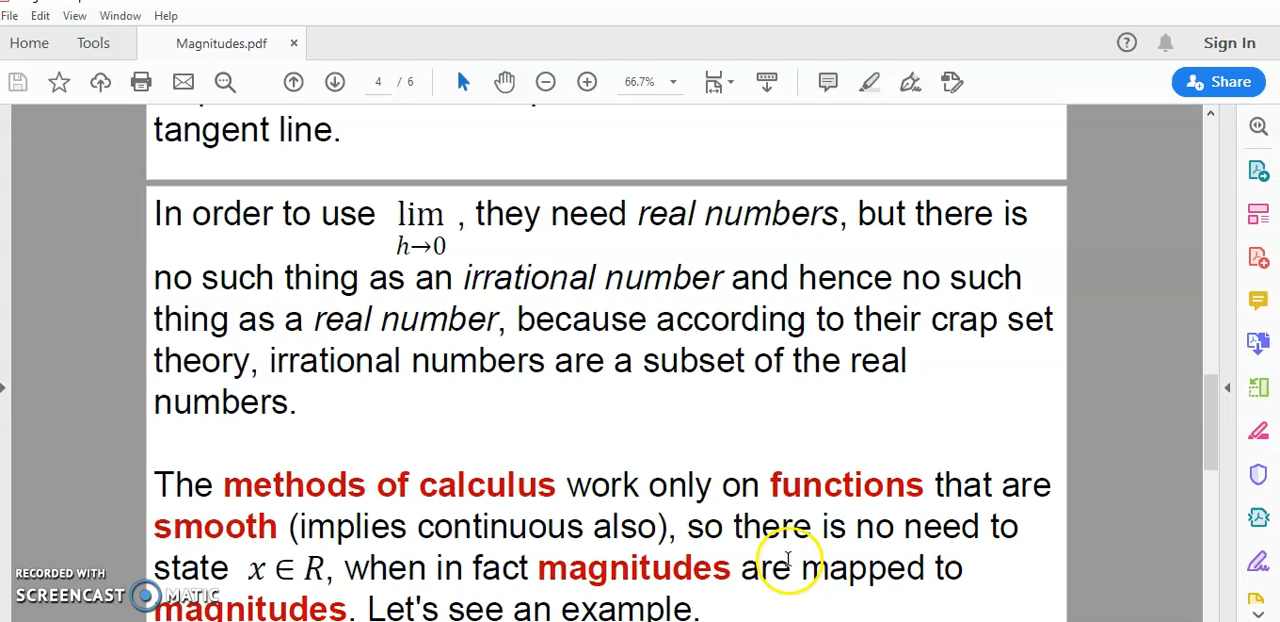 File Edit View Window Help
Home Tools Magnitudes.pdf × Sign In
4 / 6 66.7% Share
tangent line.
In order to use lim , they need real numbers, but there is
h→0
no such thing as an irrational number and hence no such
thing as a real number, because according to their crap set
theory, irrational numbers are a subset of the real
numbers.
The methods of calculus work only on functions that are
smooth (implies continuous also), so there is no need to
state x ∈ R, when in fact magnitudes are mapped to
magnitudes. Let's see an example.
RECORDED WITH
SCREENCAST MATIC